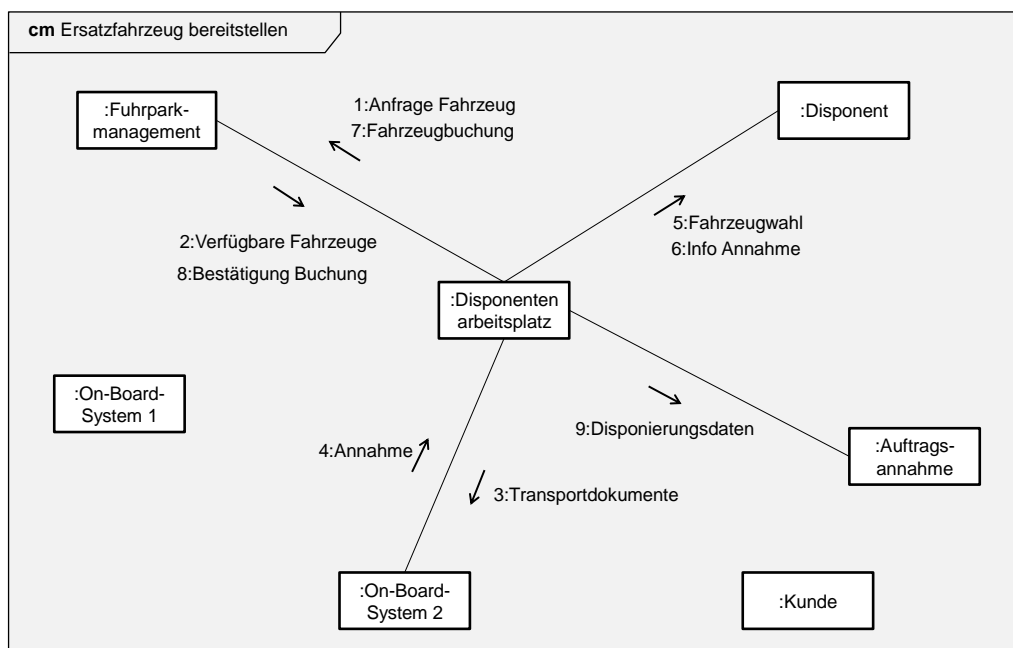 cm Ersatzfahrzeug bereitstellen
:Fuhrpark-
management
1:Anfrage Fahrzeug
7:Fahrzeugbuchung
:Disponent
2:Verfügbare Fahrzeuge
8:Bestätigung Buchung
5:Fahrzeugwahl
6:Info Annahme
:Disponenten
arbeitsplatz
:On-Board-
System 1
4:Annahme
9:Disponierungsdaten
:Auftrags-
annahme
3:Transportdokumente
:On-Board-
System 2
:Kunde